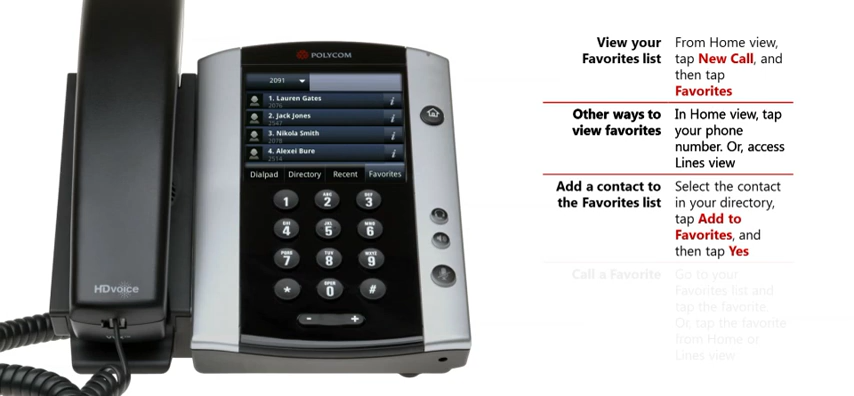 POLYCOM
2091
1. Lauren Gates
2076
2. Jack Jones
2547
3. Nikola Smith
2078
4. Alexei Bure
2514
Dialpad Directory Recent Favorites
1 ABC 2 DEF 3
GHI 4 JKL 5 MNO 6
PQRS 7 TUV 8 WXYZ 9
* OPER 0 #
- +
HDvoice
View your
Favorites list
From Home view,
tap New Call, and
then tap
Favorites
Other ways to
view favorites
In Home view, tap
your phone
number. Or, access
Lines view
Add a contact to
the Favorites list
Select the contact
in your directory,
tap Add to
Favorites, and
then tap Yes
Call a Favorite
Go to your
Favorites list and
tap the favorite.
Or, tap the favorite
from Home or
Lines view